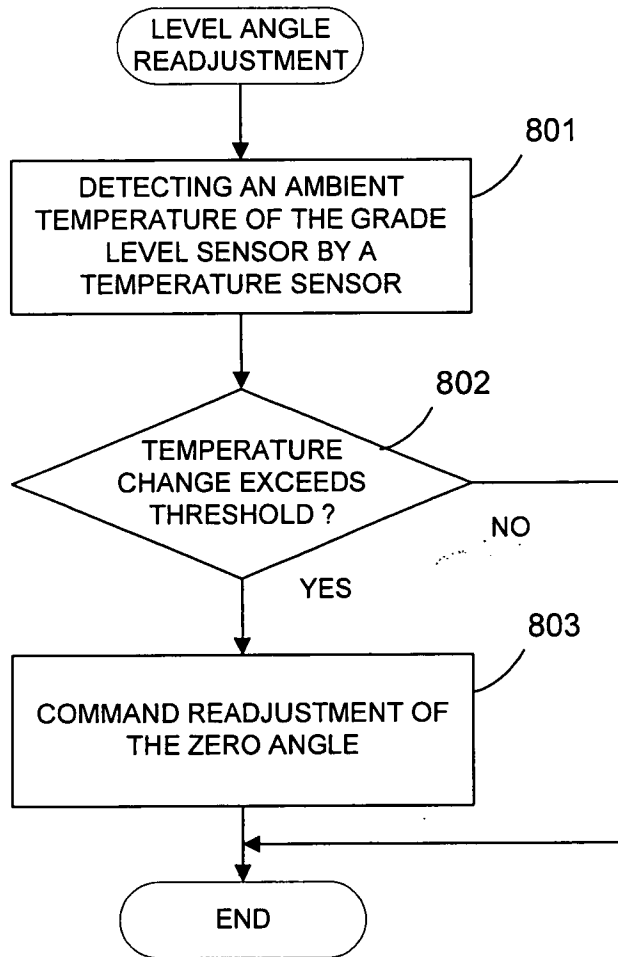 LEVEL ANGLE
READJUSTMENT
801
DETECTING AN AMBIENT
TEMPERATURE OF THE GRADE
LEVEL SENSOR BY A
TEMPERATURE SENSOR
802
TEMPERATURE
CHANGE EXCEEDS
THRESHOLD ?
NO
YES
803
COMMAND READJUSTMENT OF
THE ZERO ANGLE
END